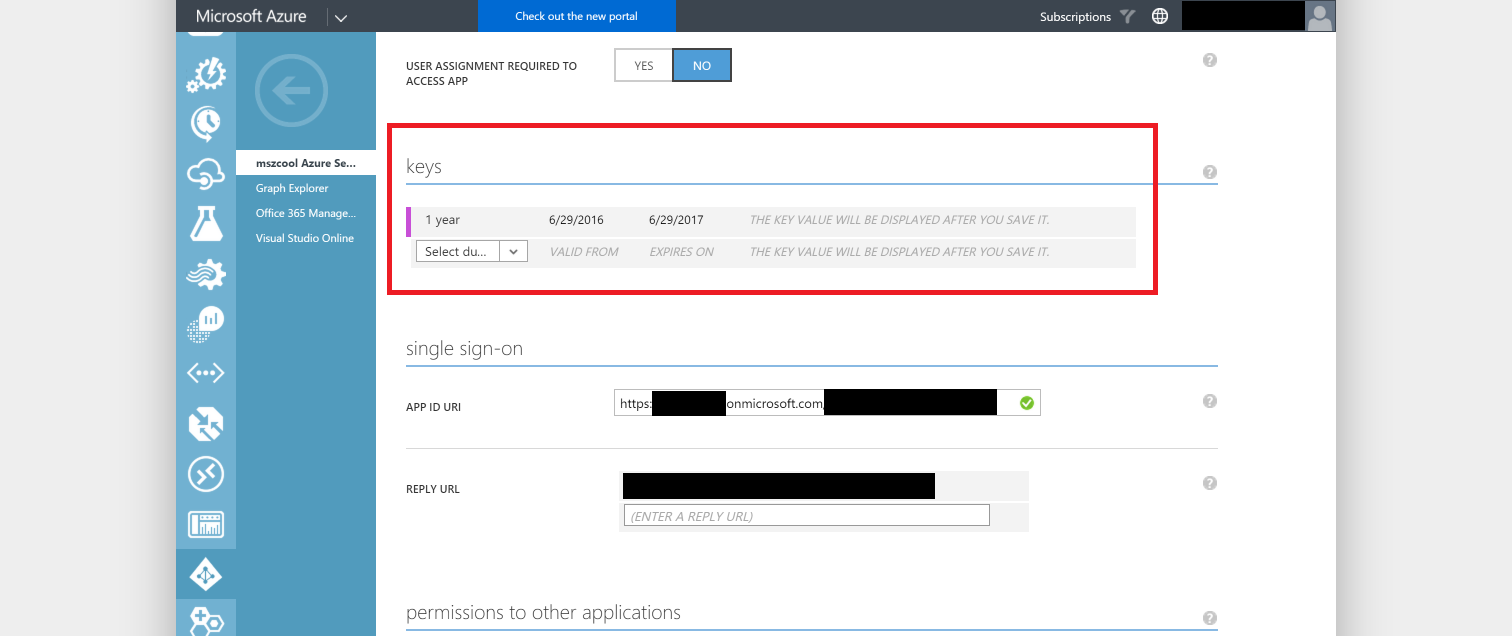 Microsoft Azure
Check out the new portal
Subscriptions
USER ASSIGNMENT REQUIRED TO
ACCESS APP
YES NO
mszcool Azure Se...
Graph Explorer
Office 365 Manage...
Visual Studio Online
keys
1 year 6/29/2016 6/29/2017 THE KEY VALUE WILL BE DISPLAYED AFTER YOU SAVE IT.
Select du... VALID FROM EXPIRES ON THE KEY VALUE WILL BE DISPLAYED AFTER YOU SAVE IT.
single sign-on
APP ID URI https: onmicrosoft.com,
REPLY URL
(ENTER A REPLY URL)
permissions to other applications